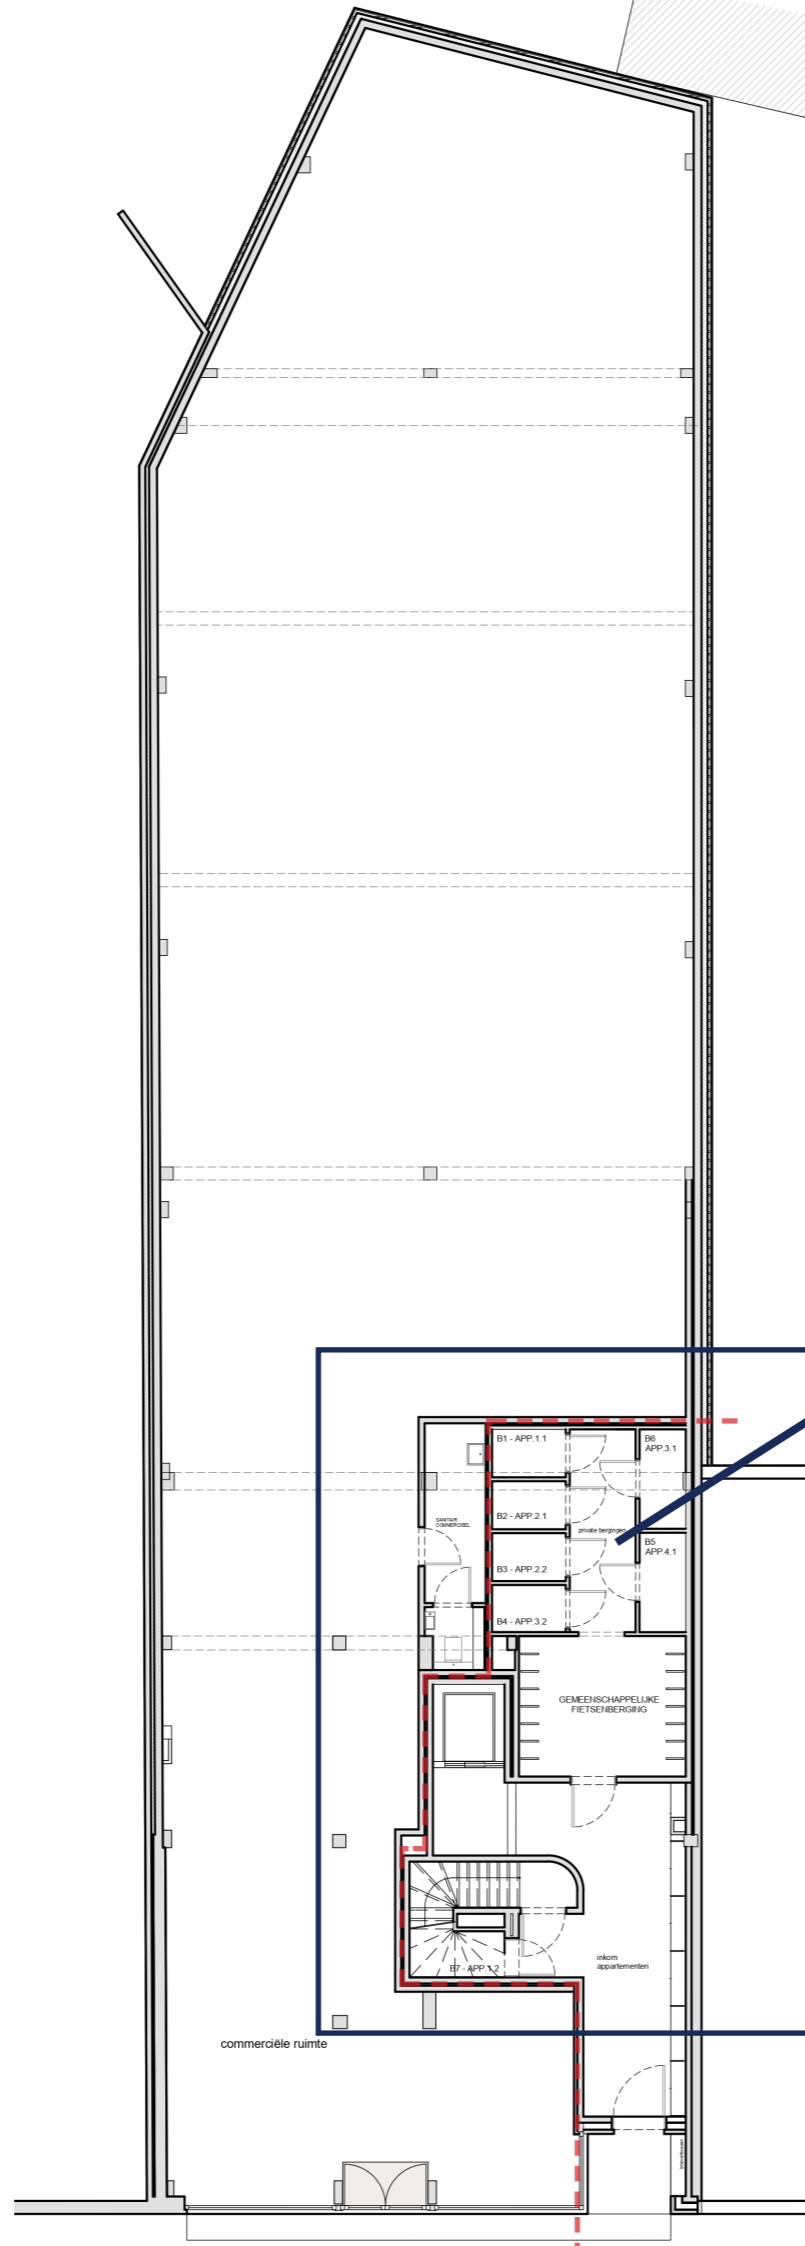 B1 - APP.1.1
B6
APP.3.1
B2 - APP.2.1
SANITAIR
COMMERCIEEL
private bergingen
B5
APP.4.1
B3 - APP.2.2
B4 - APP.3.2
GEMEENSCHAPPELIJKE
FIETSENBERGING
inkom
appartementen
B7 - APP.1.2
commerciële ruimte
brievenbussen